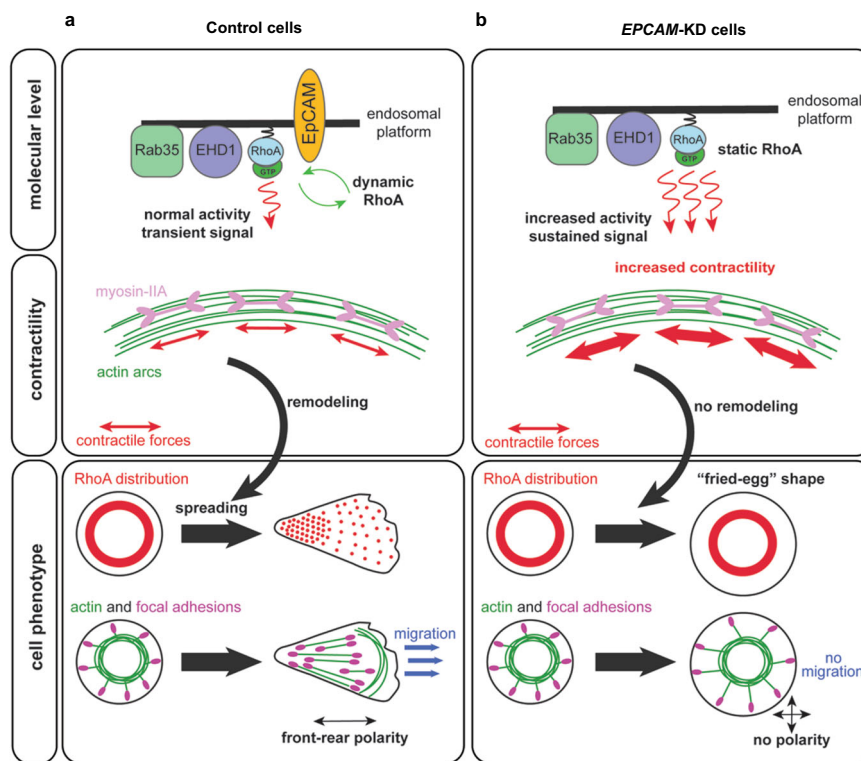 a
Control cells
b
EPCAM-KD cells
molecular level
Rab35
EHD1
RhoA
GTP
EpCAM
endosomal
platform
dynamic
RhoA
normal activity
transient signal
Rab35
EHD1
RhoA
GTP
endosomal
platform
static RhoA
increased activity
sustained signal
contractility
myosin-IIA
actin arcs
remodeling
contractile forces
increased contractility
no remodeling
contractile forces
cell phenotype
RhoA distribution
spreading
actin and focal adhesions
migration
front-rear polarity
RhoA distribution
“fried-egg” shape
actin and focal adhesions
no
migration
no polarity